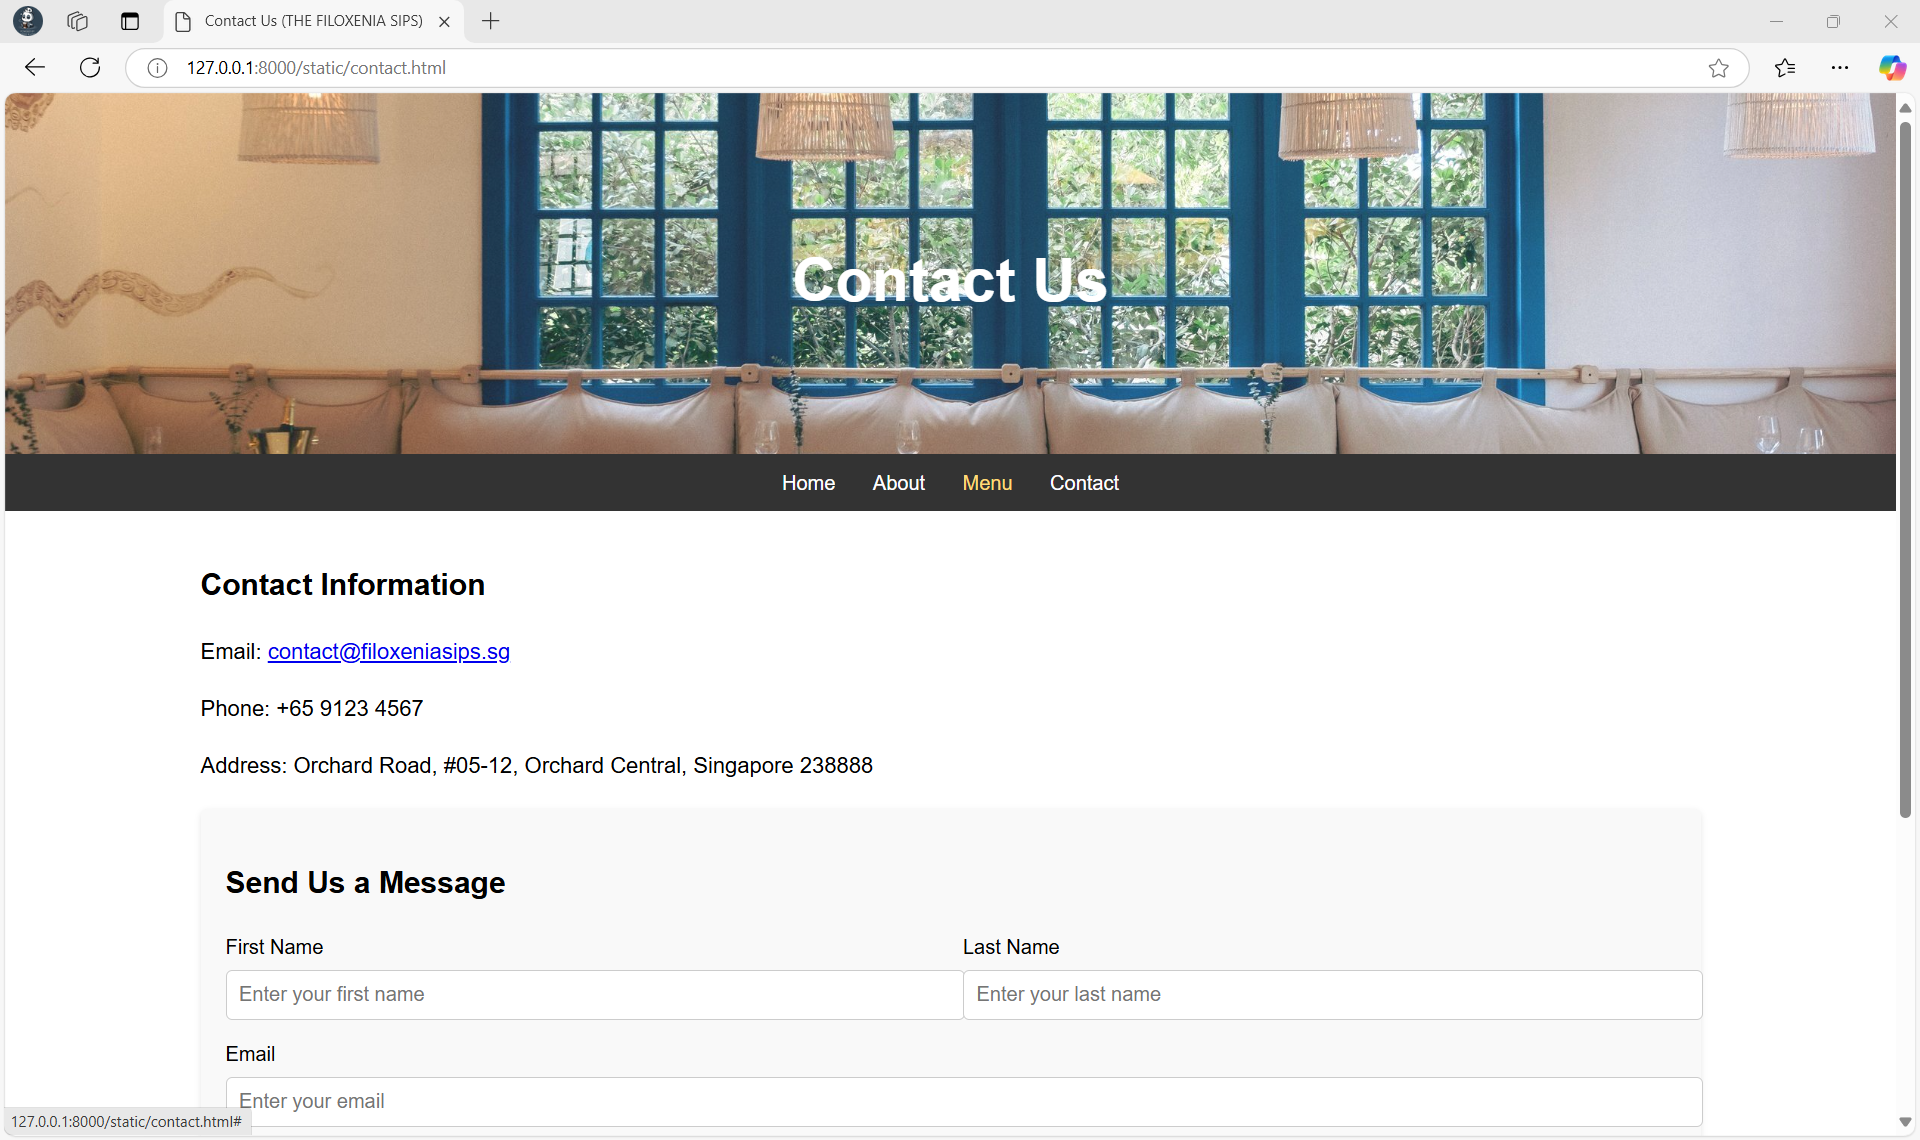 Contact Us (THE FILOXENIA SIPS)
127.0.0.1:8000/static/contact.html
Contact Us
Home About Menu Contact
Contact Information
Email: contact@filoxeniasips.sg
Phone: +65 9123 4567
Address: Orchard Road, #05-12, Orchard Central, Singapore 238888
Send Us a Message
First Name Last Name
Enter your first name Enter your last name
Email
Enter your email
127.0.0.1:8000/static/contact.html#